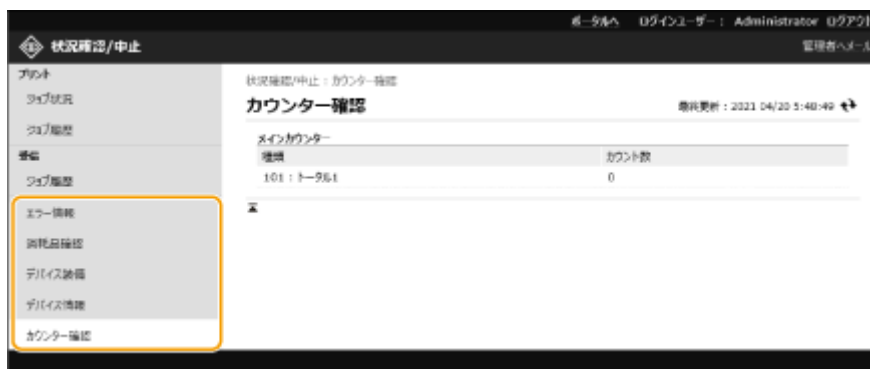 ポータルへ ログインユーザー： Administrator ログアウト
状況確認/中止
管理者へメール
プリント
ジョブ状況
ジョブ履歴
受信
ジョブ履歴
エラー情報
消耗品確認
デバイス装備
デバイス情報
カウンター確認
状況確認/中止 : カウンター確認
カウンター確認
最終更新 : 2021 04/20 5:48:49
メインカウンター
種類 カウント数
101 : トータル1 0